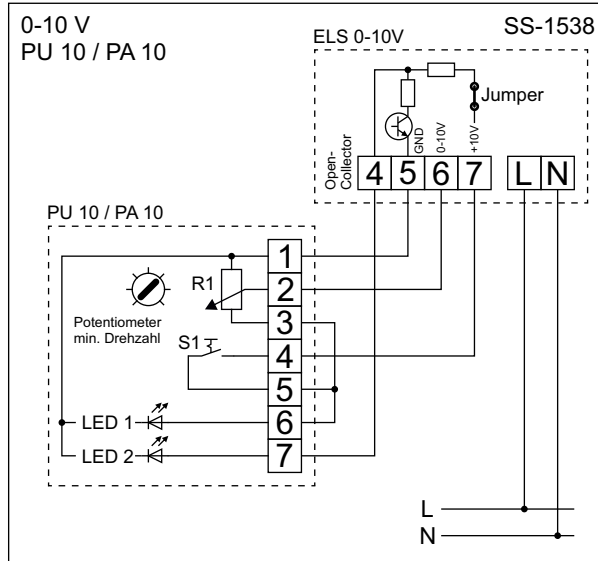 0-10 V
PU 10 / PA 10
SS-1538
ELS 0-10V
Jumper
Open-
Collector
GND
0-10V
+10V
4 5 6 7 L N
PU 10 / PA 10
R1
Potentiometer
min. Drehzahl
S1
LED 1
LED 2
1
2
3
4
5
6
7
L
N